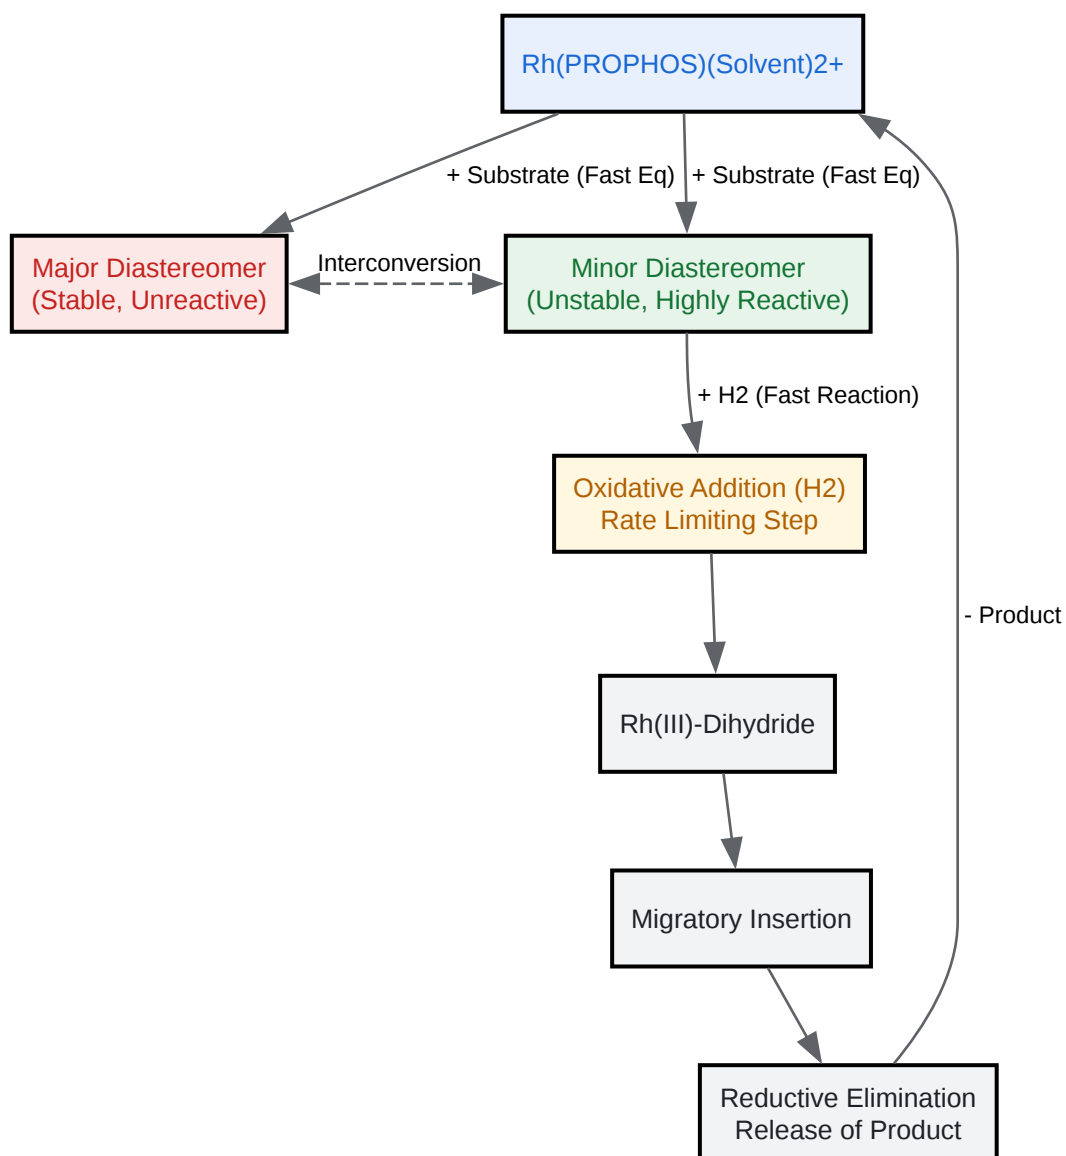 Rh(PROPHOS)(Solvent)2+
+ Substrate (Fast Eq)
+ Substrate (Fast Eq)
Major Diastereomer
(Stable, Unreactive)
Interconversion
Minor Diastereomer
(Unstable, Highly Reactive)
+ H2 (Fast Reaction)
Oxidative Addition (H2)
Rate Limiting Step
- Product
Rh(III)-Dihydride
Migratory Insertion
Reductive Elimination
Release of Product